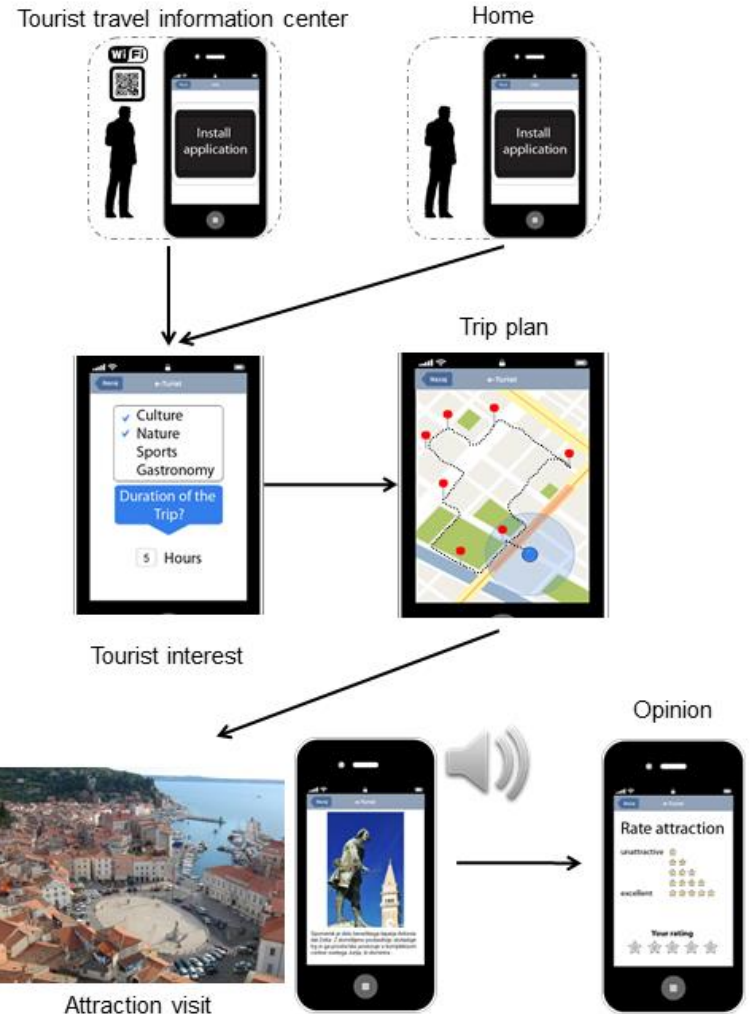 Tourist travel information center
Home
Wi Fi
Install
application
Install
application
Trip plan
e-Turist
e-Turist
Culture
Nature
Sports
Gastronomy
Duration of the
Trip?
5 Hours
Tourist interest
Opinion
e-Turist
Rate attraction
unattractive
excellent
Your rating
Attraction visit